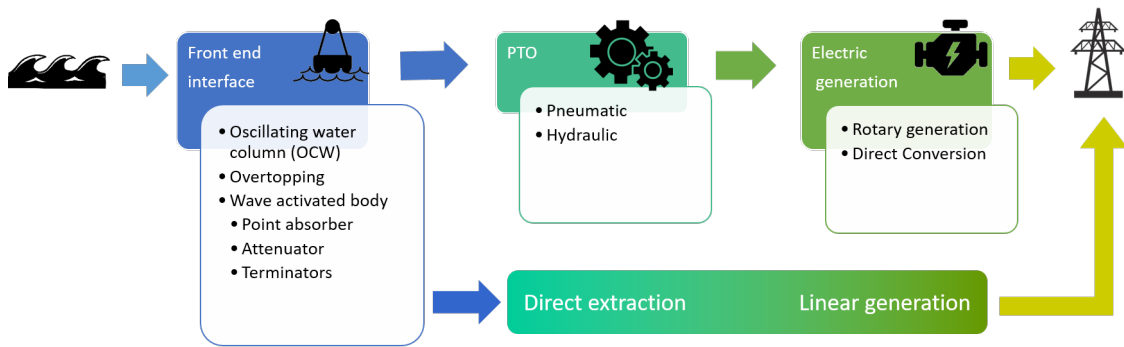 Front end
interface
• Oscillating water
column (OCW)
• Overtopping
• Wave activated body
• Point absorber
• Attenuator
• Terminators
PTO
• Pneumatic
• Hydraulic
Electric
generation
• Rotary generation
• Direct Conversion
Direct extraction
Linear generation